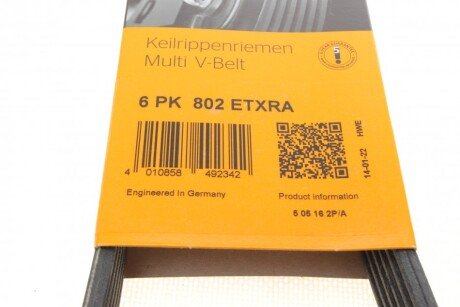 Keilrippenriemen
Multi V-Belt
6 PK 802 ETXRA
4 010858 492342
HWE
14-01-22
Engineered in Germany
Product information
5 05 16 2P/A